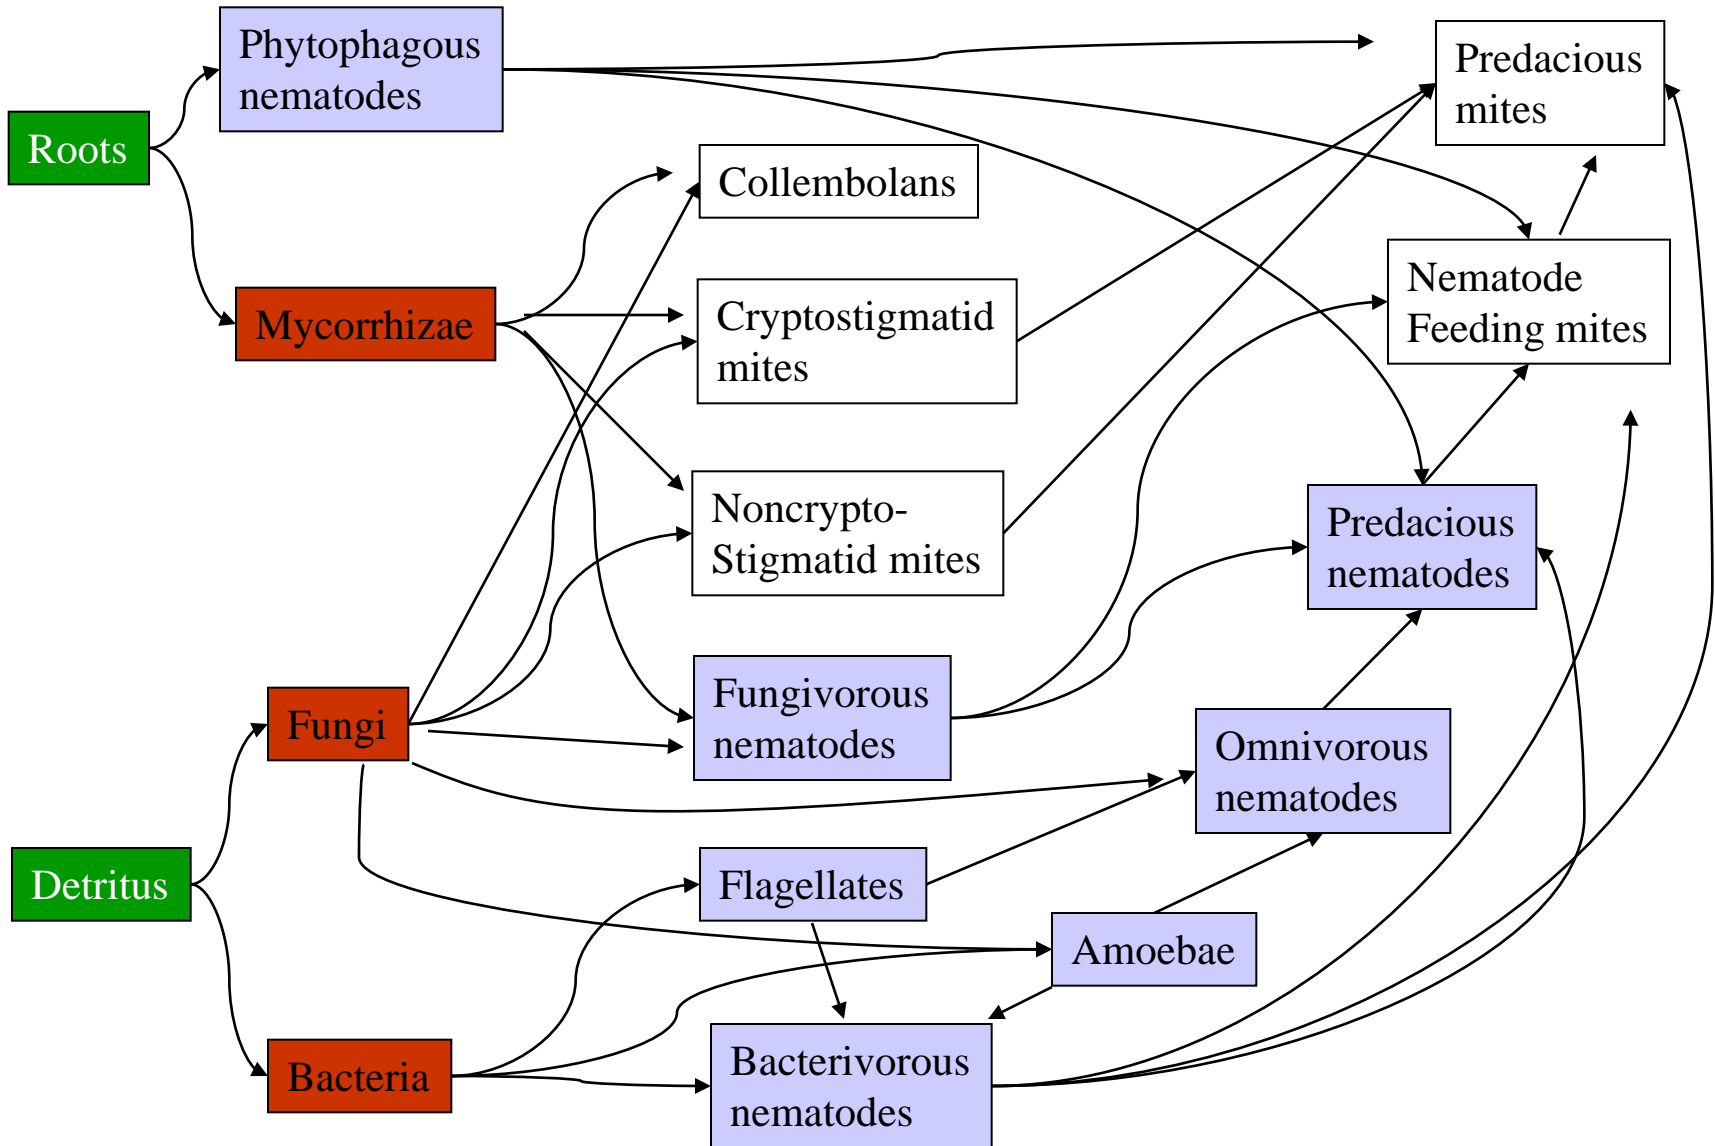 Phytophagous
nematodes
Predacious
mites
Roots
Collembolans
Mycorrhizae
Cryptostigmatid
mites
Nematode
Feeding mites
Noncrypto-
Stigmatid mites
Predacious
nematodes
Fungi
Fungivorous
nematodes
Omnivorous
nematodes
Detritus
Flagellates
Amoebae
Bacteria
Bacterivorous
nematodes